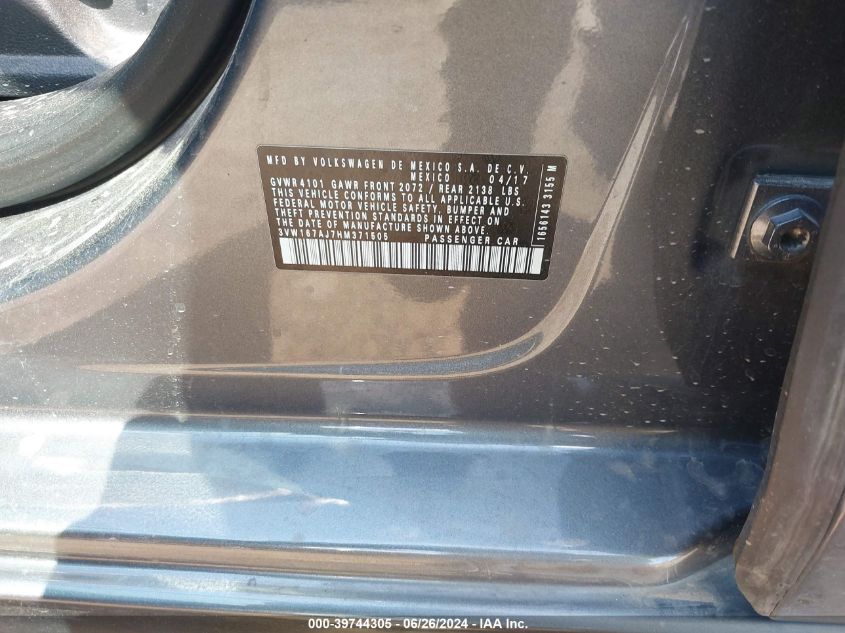 MFD BY VOLKSWAGEN DE MEXICO S.A. DE C.V.
MEXICO 04/17
GVWR 4101 GAWR FRONT 2072 / REAR 2138 LBS
THIS VEHICLE CONFORMS TO ALL APPLICABLE U.S.
FEDERAL MOTOR VEHICLE SAFETY, BUMPER AND
THEFT PREVENTION STANDARDS IN EFFECT ON
THE DATE OF MANUFACTURE SHOWN ABOVE.
3VW167AJ7HM371505 PASSENGER CAR
1656143 3155 M
000-39744305 / 06/26/2024 - © IAA Inc.